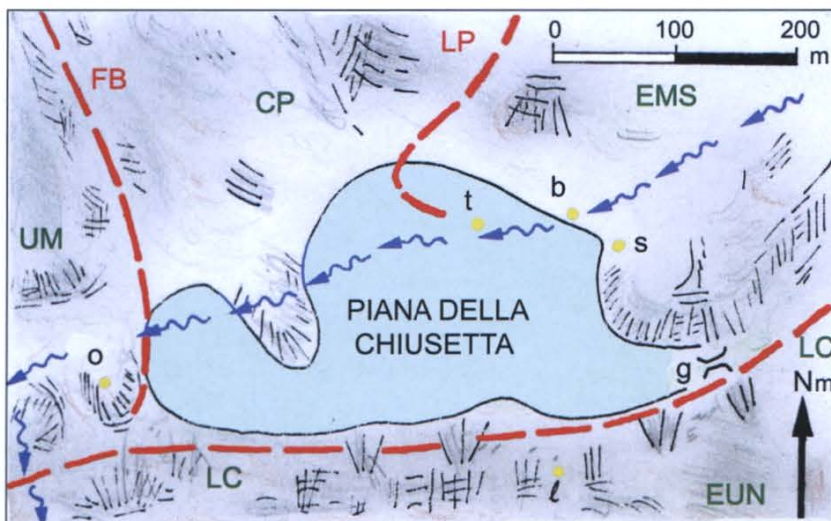 0 100 200
m
LP
FB
CP
EMS
b
t
s
UM
PIANA DELLA
CHIUSETTA
o
g
LC
Nm
LC
l
EUN